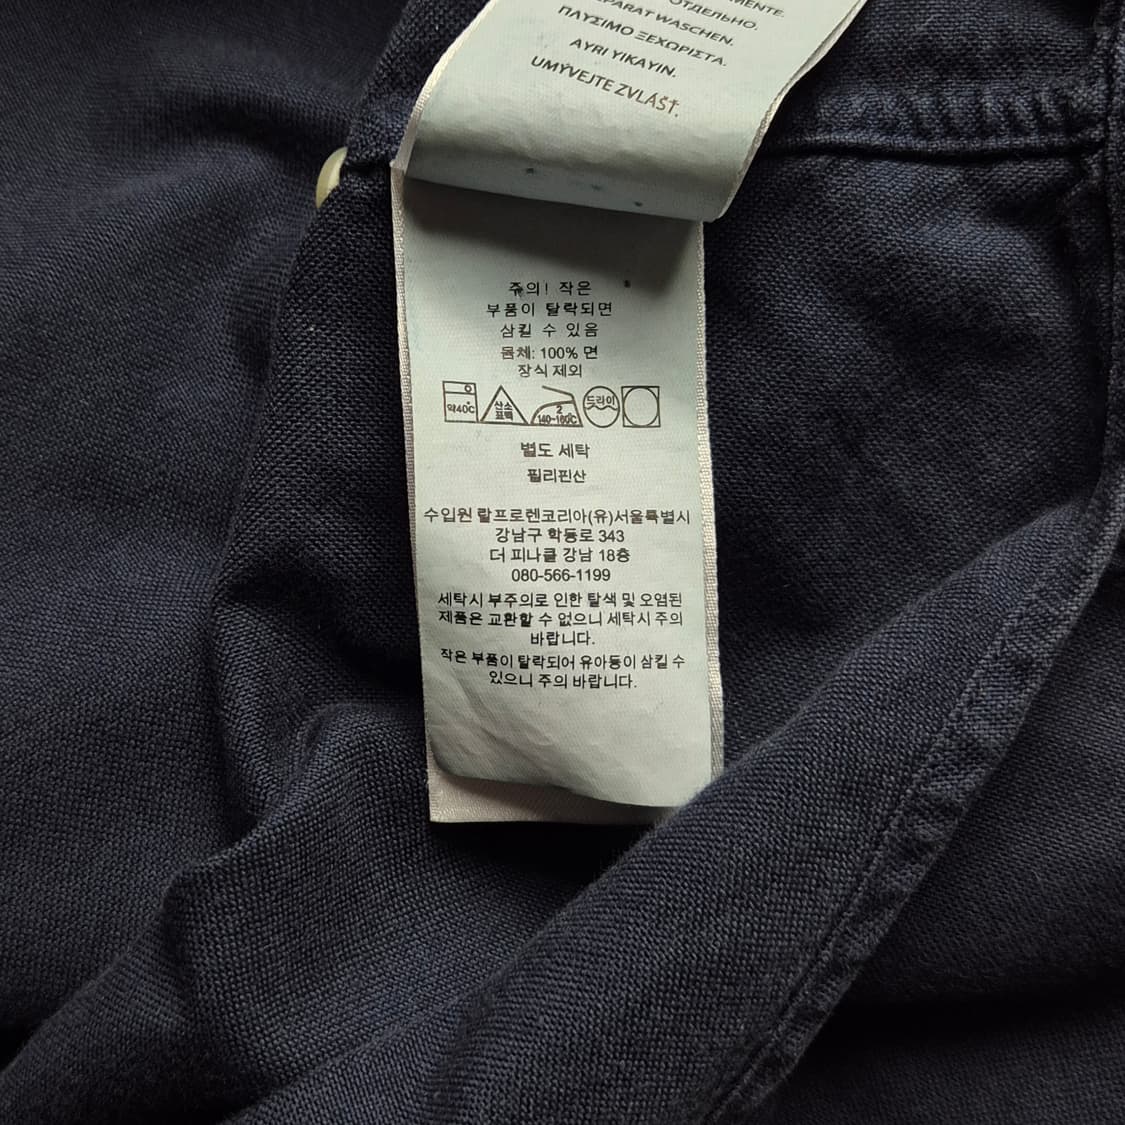 ОТДЕЛЬНО.
SEPARAT WASCHEN.
ΠΛΥΣΙΜΟ ΞΕΧΩΡΙΣΤΑ.
AYRI YIKAYIN.
UMÝVEJTE ZVLÁŠŤ.
주의! 작은
부품이 탈락되면
삼킬 수 있음
몸체: 100% 면
장식 제외
약40˚C
산소
표백
2
140~160˚C
드라이
별도 세탁
필리핀산
수입원 랄프로렌코리아(유)서울특별시
강남구 학동로 343
더 피나클 강남 18층
080-566-1199
세탁시 부주의로 인한 탈색 및 오염된
제품은 교환할 수 없으니 세탁시 주의
바랍니다.
작은 부품이 탈락되어 유아동이 삼킬 수
있으니 주의 바랍니다.